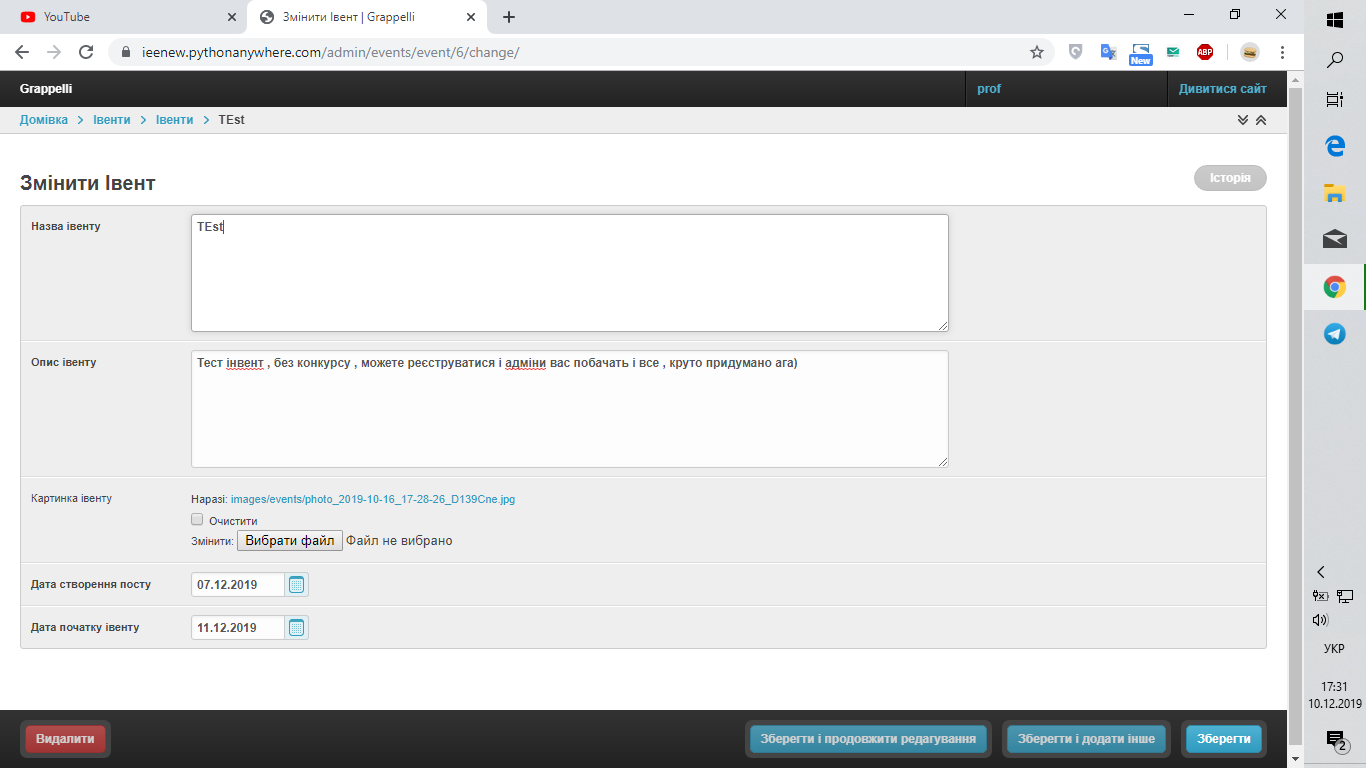 YouTube
Змінити Івент | Grappelli
ieenew.pythonanywhere.com/admin/events/event/6/change/
New
ABP
Grappelli
prof
Дивитися сайт
Домівка > Івенти > Івенти > TEst
Змінити Івент
Історія
Назва івенту
TEst
Опис івенту
Тест інвент , без конкурсу , можете реєструватися і адміни вас побачать і все , круто придумано ага)
Картинка івенту
Наразі: images/events/photo_2019-10-16_17-28-26_D139Cne.jpg
Очистити
Змінити: Вибрати файл Файл не вибрано
Дата створення посту
07.12.2019
Дата початку івенту
11.12.2019
Видалити
Зберегти і продовжити редагування
Зберегти і додати інше
Зберегти
УКР
17:31
10.12.2019
2